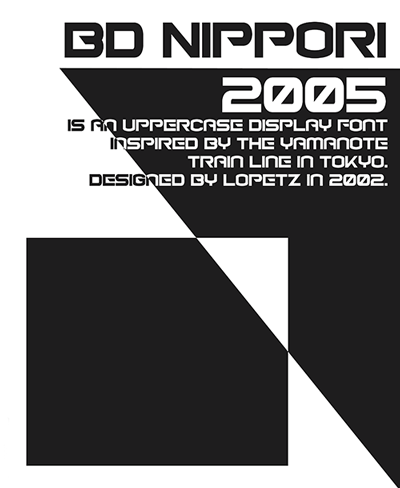 BD NIPPORI
2005
IS AN UPPERCASE DISPLAY FONT
INSPIRED BY THE YAMANOTE
TRAIN LINE IN TOKYO.
DESIGNED BY LOPETZ IN 2002.